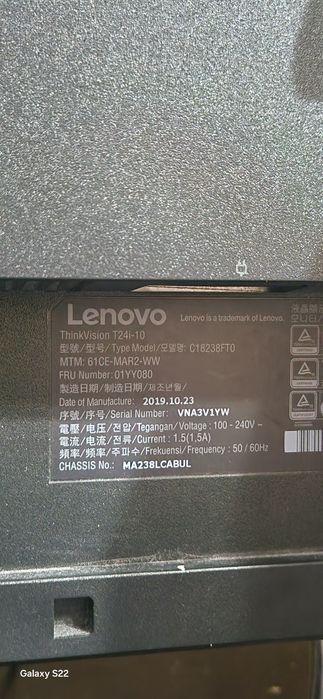 Lenovo
Lenovo is a trademark of Lenovo.
ThinkVision T24i-10
型號/型号/Type Model/모델명: C18238FT0
MTM: 61CE-MAR2-WW
FRU Number: 01YY080
製造日期/制造日期/제조년월/
Date of Manufacture: 2019.10.23
序號/序号/Serial Number: VNA3V1YW
電壓/电压/전압/Tegangan/Voltage: 100 - 240V ~
電流/电流/전류/Current: 1.5(1,5A)
頻率/频率/주파수/Frekuensi/Frequency: 50 / 60Hz
CHASSIS No.: MA238LCABUL
Galaxy S22